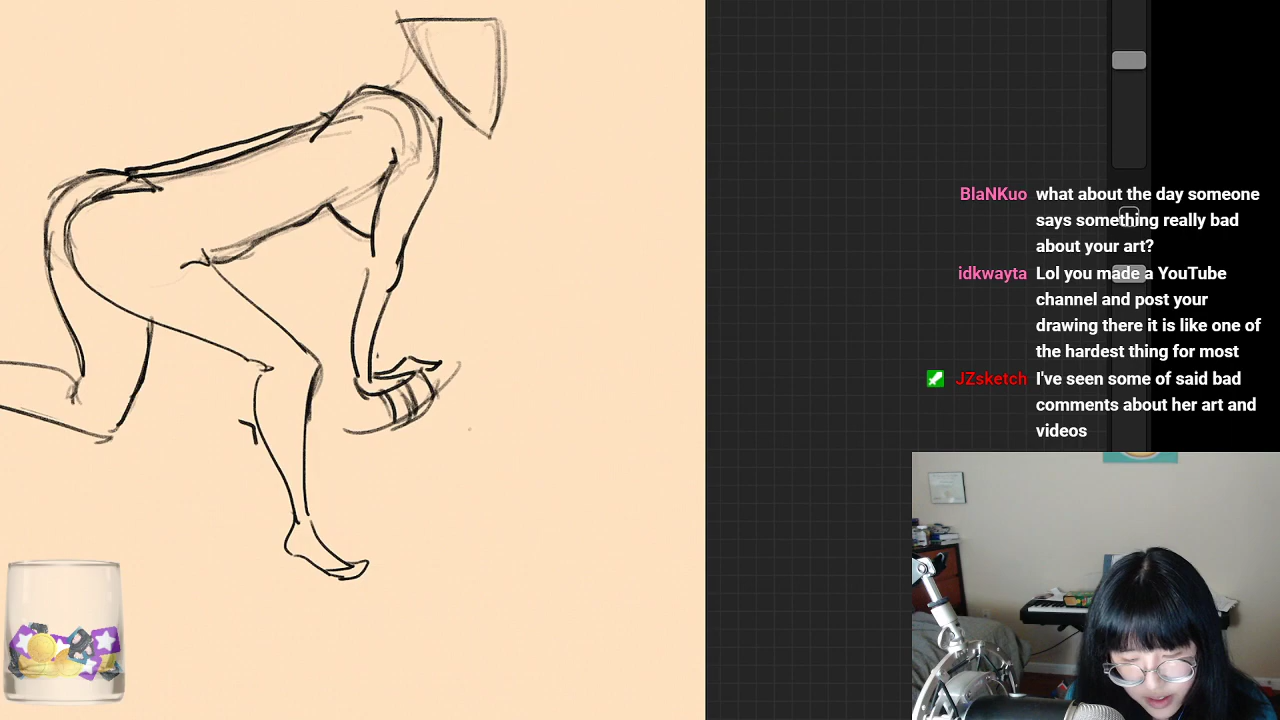 BlaNKuo what about the day someone
says something really bad
about your art?
idkwayta Lol you made a YouTube
channel and post your
drawing there it is like one of
the hardest thing for most
JZsketch I've seen some of said bad
comments about her art and
videos